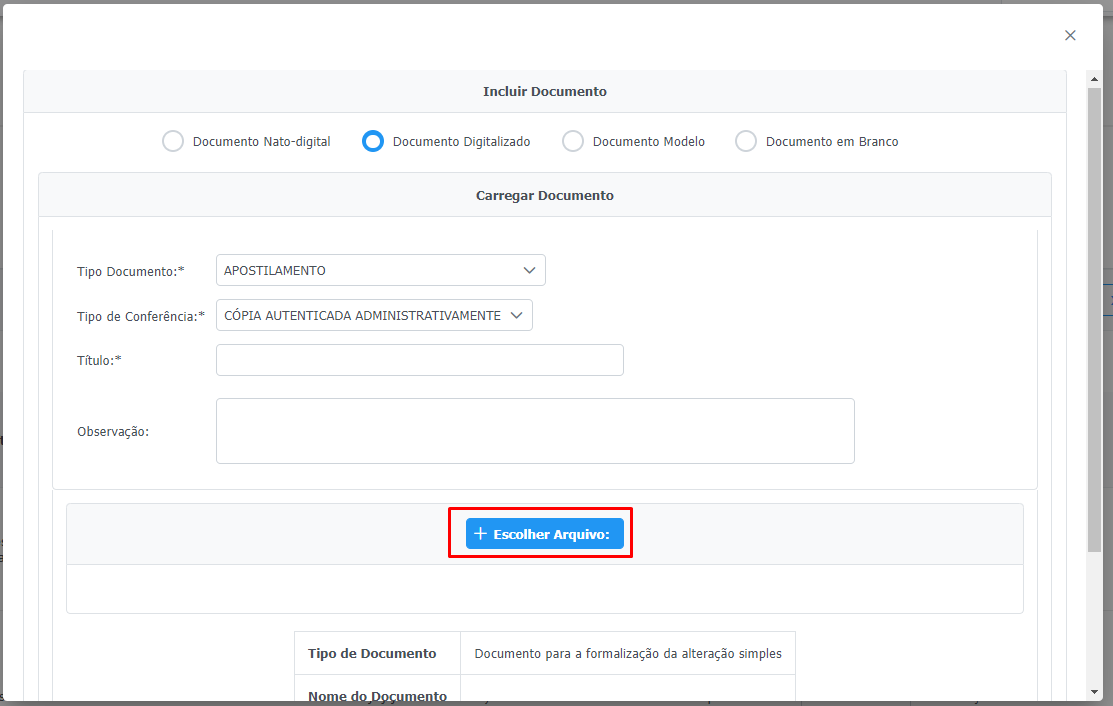 Incluir Documento
Documento Nato-digital Documento Digitalizado Documento Modelo Documento em Branco
Carregar Documento
Tipo Documento:* APOSTILAMENTO
Tipo de Conferência:* CÓPIA AUTENTICADA ADMINISTRATIVAMENTE
Título:*
Observação:
+ Escolher Arquivo:
Tipo de Documento Documento para a formalização da alteração simples
Nome do Documento